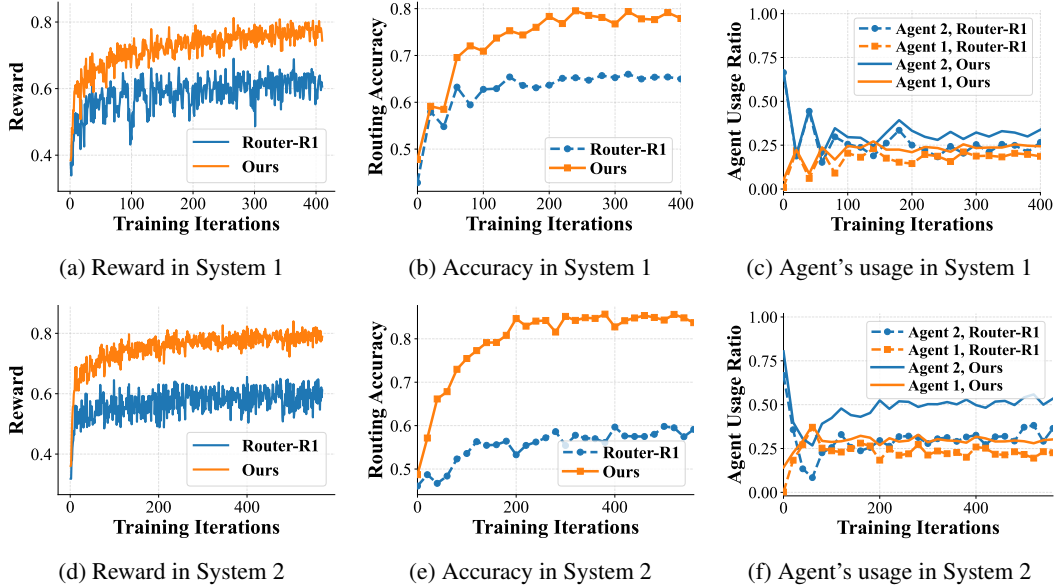 0.8
0.6
0.4
Reward
0 100 200 300 400
Training Iterations
Router-R1
Ours
(a) Reward in System 1
0.8
0.7
0.6
0.5
Routing Accuracy
0 100 200 300 400
Training Iterations
Router-R1
Ours
(b) Accuracy in System 1
1.00
0.75
0.50
0.25
0.00
Agent Usage Ratio
0 100 200 300 400
Training Iterations
Agent 2, Router-R1
Agent 1, Router-R1
Agent 2, Ours
Agent 1, Ours
(c) Agent's usage in System 1
0.8
0.6
0.4
Reward
0 200 400
Training Iterations
Router-R1
Ours
(d) Reward in System 2
0.9
0.8
0.7
0.6
0.5
Routing Accuracy
0 200 400
Training Iterations
Router-R1
Ours
(e) Accuracy in System 2
1.00
0.75
0.50
0.25
0.00
Agent Usage Ratio
0 200 400
Training Iterations
Agent 2, Router-R1
Agent 1, Router-R1
Agent 2, Ours
Agent 1, Ours
(f) Agent's usage in System 2